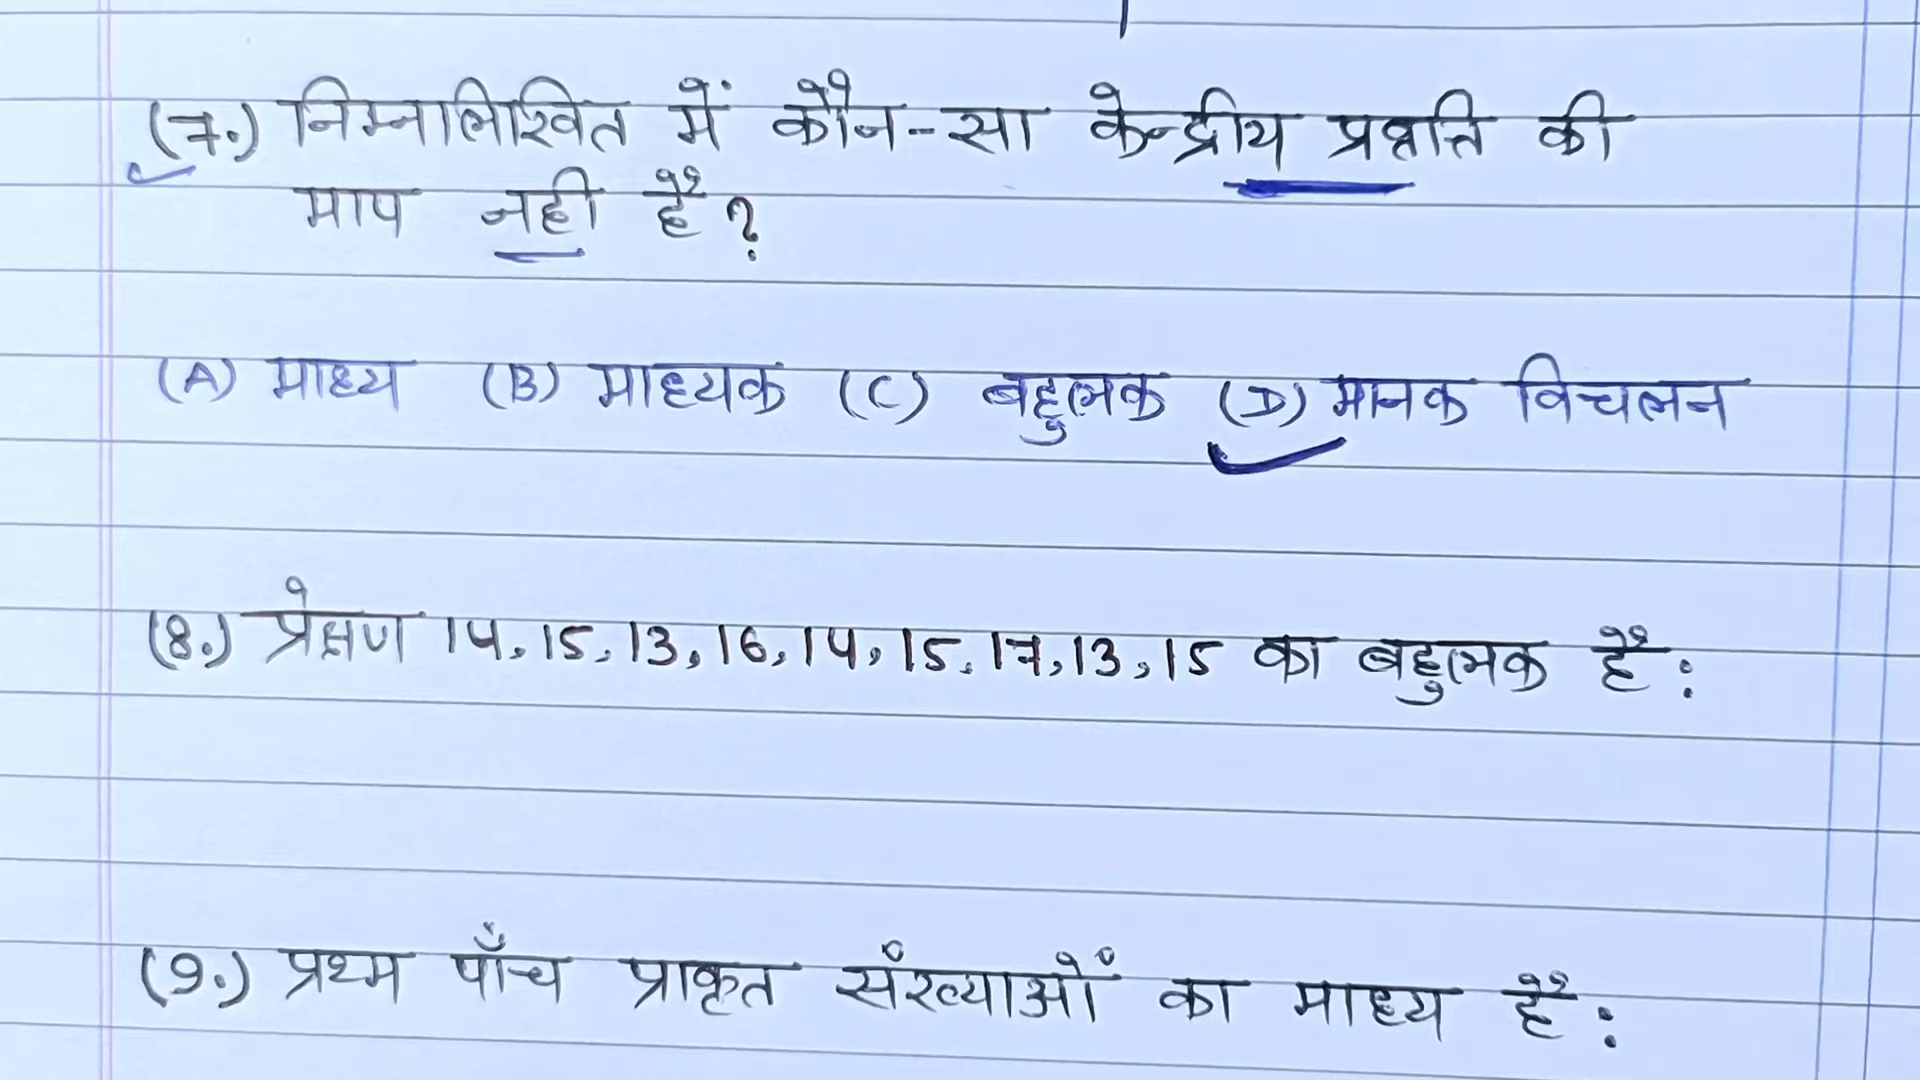 (7.) निम्नलिखित में कौन-सा केन्द्रीय प्रवृत्ति की
माप नही है ?
(A) माध्य (B) माध्यक (C) बहुलक (D) मानक विचलन
(8.) प्रेक्षण 14, 15, 13, 16, 14, 15, 17, 13, 15 का बहुलक है :
(9.) प्रथम पाँच प्राकृत संख्याओं का माध्य है :